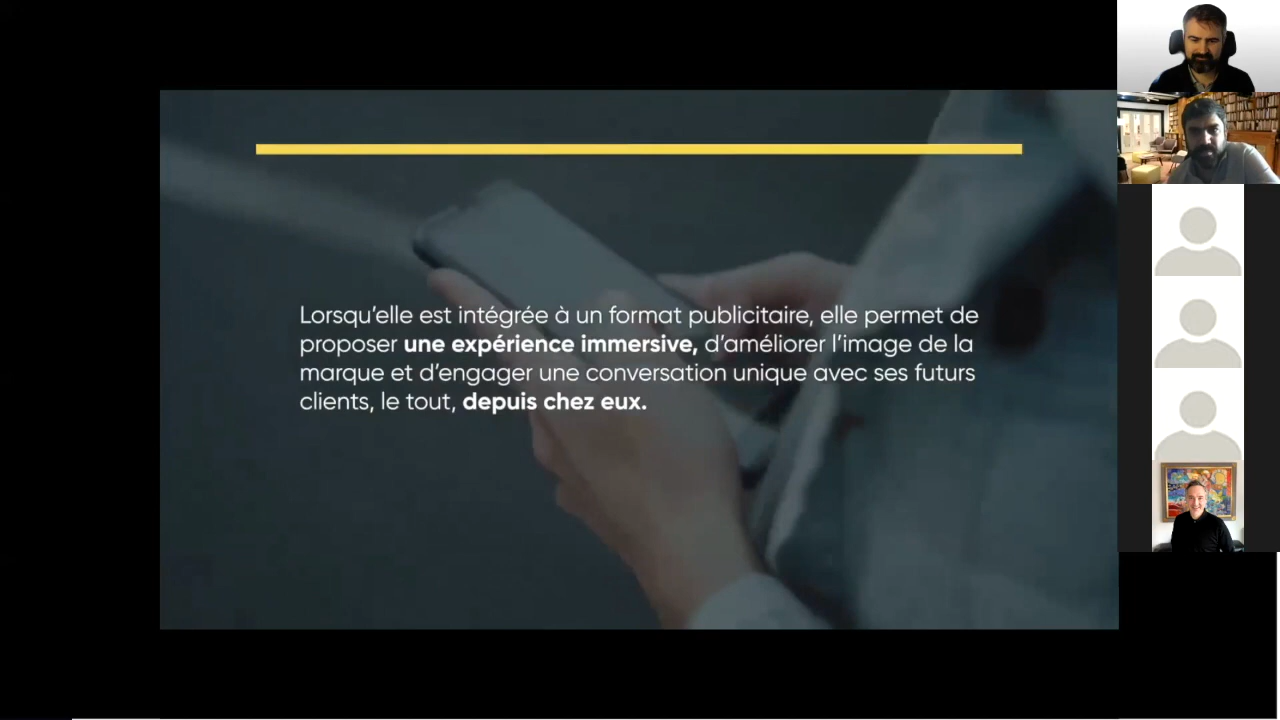 Lorsqu'elle est intégrée à un format publicitaire, elle permet de
proposer une expérience immersive, d'améliorer l'image de la
marque et d'engager une conversation unique avec ses futurs
clients, le tout, depuis chez eux.